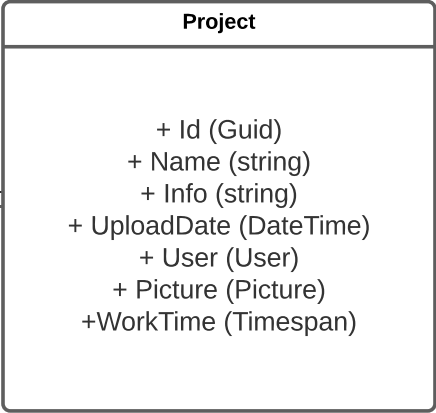 Project
+ Id (Guid)
+ Name (string)
+ Info (string)
+ UploadDate (DateTime)
+ User (User)
+ Picture (Picture)
+WorkTime (Timespan)